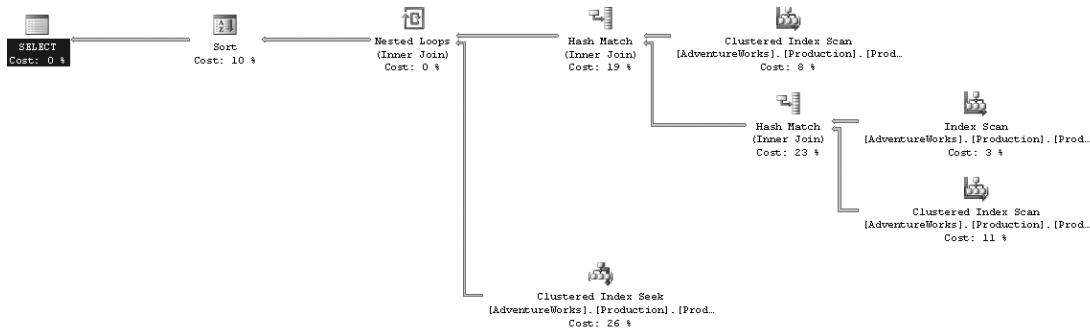 SELECT
Cost: 0 %
Sort
Cost: 10 %
Nested Loops
(Inner Join)
Cost: 0 %
Hash Match
(Inner Join)
Cost: 19 %
Clustered Index Scan
[AdventureWorks].[Production].[Prod…
Cost: 8 %
Hash Match
(Inner Join)
Cost: 23 %
Index Scan
[AdventureWorks].[Production].[Prod…
Cost: 3 %
Clustered Index Scan
[AdventureWorks].[Production].[Prod…
Cost: 11 %
Clustered Index Seek
[AdventureWorks].[Production].[Prod…
Cost: 26 %